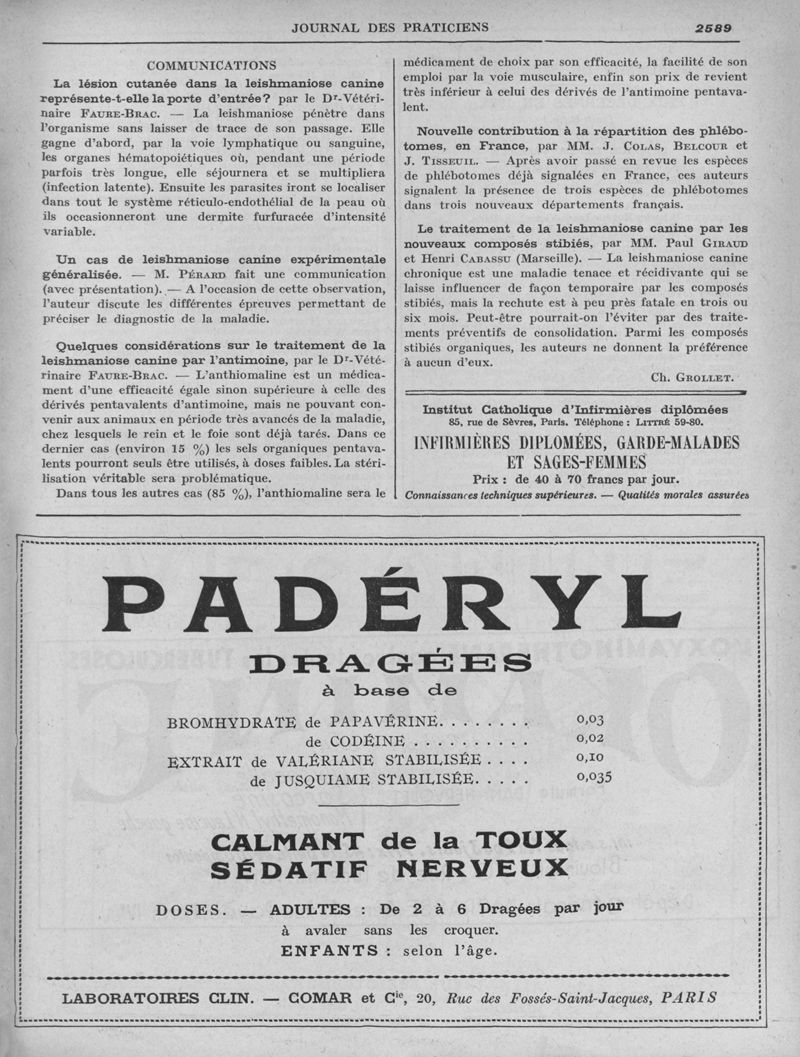 JOURNAL DES PRATICIENS 2589
COMMUNICATIONS
La lésion cutanée dans la leishmaniose canine
représente-t-elle la porte d'entrée? par le Dr-Vétéri-
naire FAURE-BRAC. — La leishmaniose pénètre dans
l'organisme sans laisser de trace de son passage. Elle
gagne d'abord, par la voie lymphatique ou sanguine,
les organes hématopoiétiques où, pendant une période
parfois très longue, elle séjournera et se multipliera
(infection latente). Ensuite les parasites iront se localiser
dans tout le système réticulo-endothélial de la peau où
ils occasionneront une dermite furfuracée d'intensité
variable.
Un cas de leishmaniose canine expérimentale
généralisée. — M. PÉRARD fait une communication
(avec présentation). — A l'occasion de cette observation,
l'auteur discute les différentes épreuves permettant de
préciser le diagnostic de la maladie.
Quelques considérations sur le traitement de la
leishmaniose canine par l'antimoine, par le Dr-Vété-
rinaire FAURE-BRAC. — L'anthiomaline est un médica-
ment d'une efficacité égale sinon supérieure à celle des
dérivés pentavalents d'antimoine, mais ne pouvant con-
venir aux animaux en période très avancés de la maladie,
chez lesquels le rein et le foie sont déjà tarés. Dans ce
dernier cas (environ 15 %) les sels organiques pentava-
lents pourront seuls être utilisés, à doses faibles. La stéri-
lisation véritable sera problématique.
Dans tous les autres cas (85 %), l'anthiomaline sera le
médicament de choix par son efficacité, la facilité de son
emploi par la voie musculaire, enfin son prix de revient
très inférieur à celui des dérivés de l'antimoine pentava-
lent.
Nouvelle contribution à la répartition des phlébo-
tomes, en France, par MM. J. COLAS, BELCOUR et
J. TISSEUIL. — Après avoir passé en revue les espèces
de phlébotomes déjà signalées en France, ces auteurs
signalent la présence de trois espèces de phlébotomes
dans trois nouveaux départements français.
Le traitement de la leishmaniose canine par les
nouveaux composés stibiés, par MM. Paul GIRAUD
et Henri CABASSU (Marseille). — La leishmaniose canine
chronique est une maladie tenace et récidivante qui se
laisse influencer de façon temporaire par les composés
stibiés, mais la rechute est à peu près fatale en trois ou
six mois. Peut-être pourrait-on l'éviter par des traite-
ments préventifs de consolidation. Parmi les composés
stibiés organiques, les auteurs ne donnent la préférence
à aucun d'eux.
Ch. GROLLET.
Institut Catholique d'Infirmières diplômées
85, rue de Sèvres, Paris. Téléphone : LITTRÉ 59-80.
INFIRMIÈRES DIPLOMÉES, GARDE-MALADES
ET SAGES-FEMMES
Prix : de 40 à 70 francs par jour.
Connaissances techniques supérieures. — Qualités morales assurées
PADÉRYL
DRAGÉES
à base de
BROMHYDRATE de PAPAVÉRINE. . . . . . . . 0,03
de CODÉINE . . . . . . . . . . 0,02
EXTRAIT de VALÉRIANE STABILISÉE . . . . 0,10
de JUSQUIAME STABILISÉE. . . . . 0,035
CALMANT de la TOUX
SÉDATIF NERVEUX
DOSES. — ADULTES : De 2 à 6 Dragées par jour
à avaler sans les croquer.
ENFANTS : selon l'âge.
LABORATOIRES CLIN. — COMAR et Cie, 20, Rue des Fossés-Saint-Jacques, PARIS